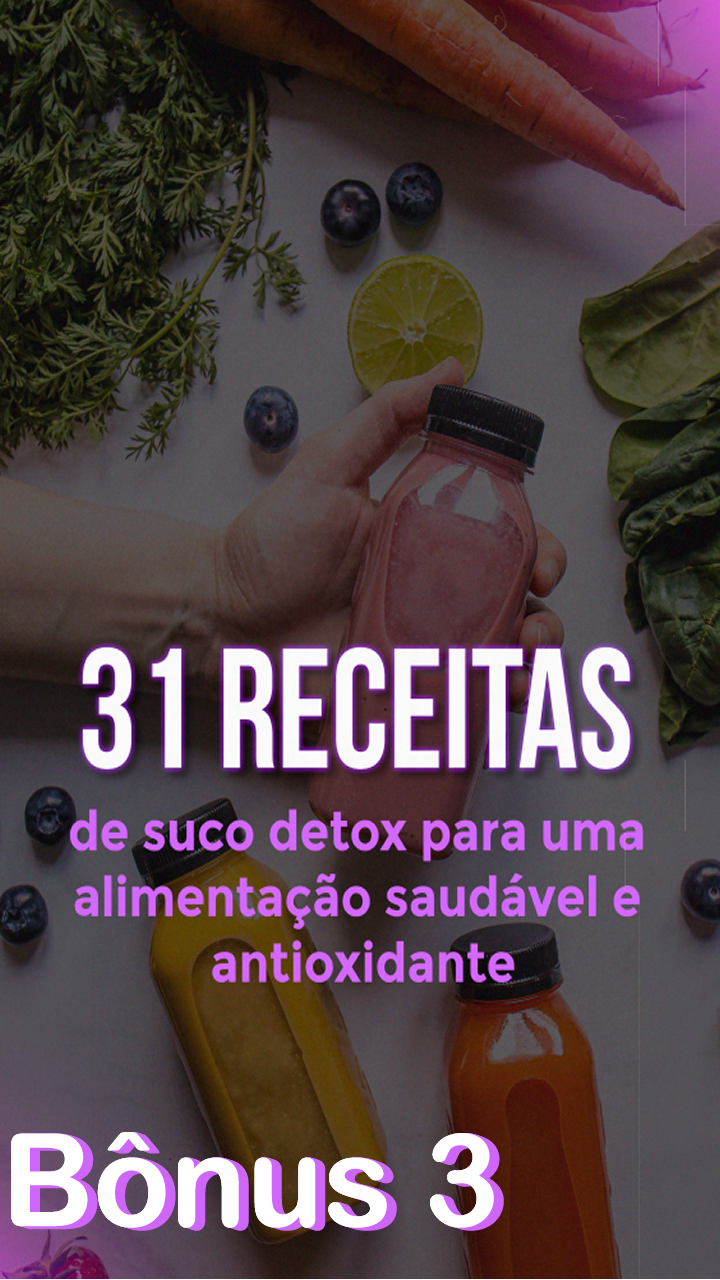 31 RECEITAS
de suco detox para uma
alimentação saudável e
antioxidante
Bônus 3